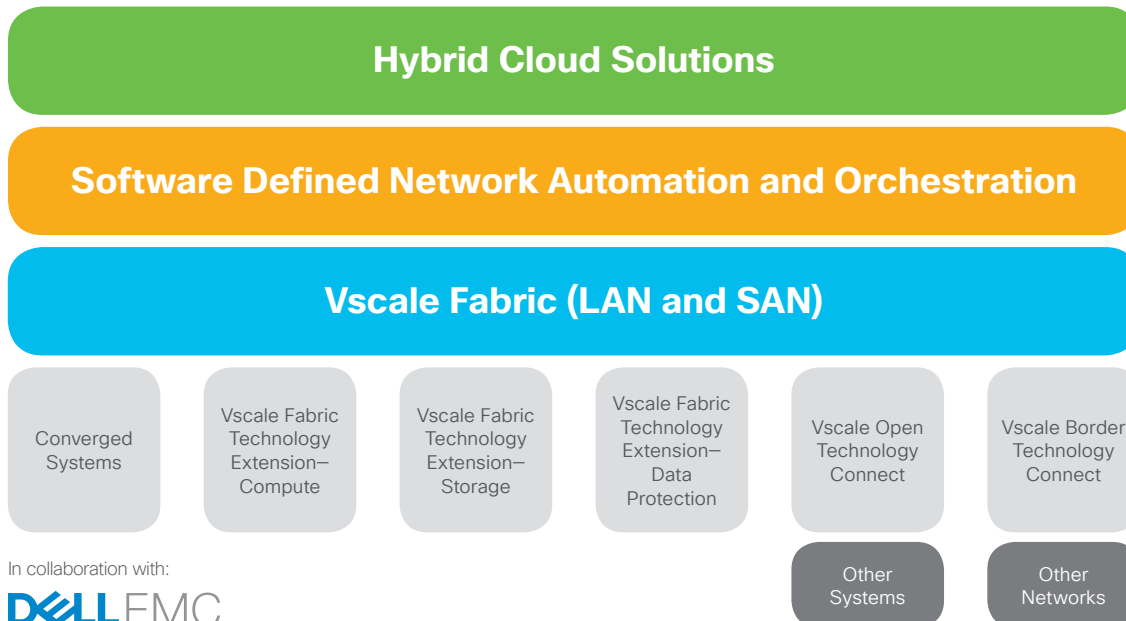 Hybrid Cloud Solutions
Software Defined Network Automation and Orchestration
Vscale Fabric (LAN and SAN)
Converged
Systems
Vscale Fabric
Technology
Extension—
Compute
Vscale Fabric
Technology
Extension—
Storage
Vscale Fabric
Technology
Extension—
Data
Protection
Vscale Open
Technology
Connect
Vscale Border
Technology
Connect
Other
Systems
Other
Networks
In collaboration with:
DELL EMC